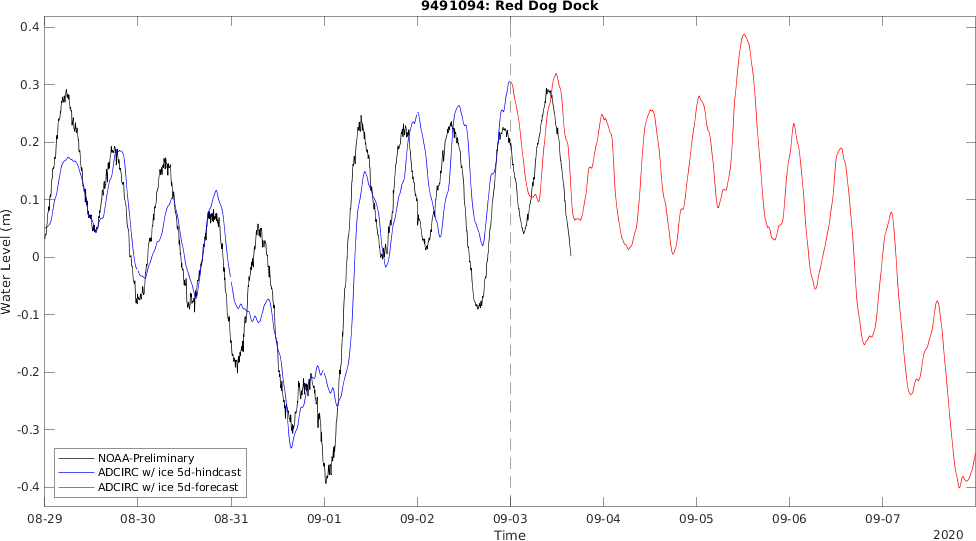 9491094: Red Dog Dock
0.4
0.3
0.2
0.1
0
-0.1
-0.2
-0.3
-0.4
Water Level (m)
NOAA-Preliminary
ADCIRC w/ ice 5d-hindcast
ADCIRC w/ ice 5d-forecast
08-29 08-30 08-31 09-01 09-02 09-03 09-04 09-05 09-06 09-07
Time
2020